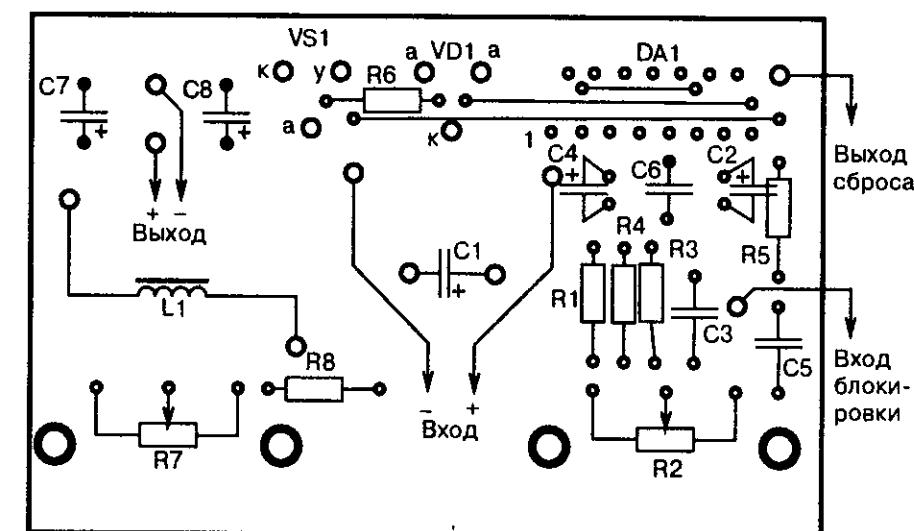 VS1
а VD1 а
DA1
C7
C8
к
у
R6
а
к
1
C4
C6
C2
+
+
+
+
R4
R3
R5
Выход
сброса
+ −
Выход
L1
C1
+
R1
C3
C5
Вход
блоки-
ровки
R8
− +
Вход
R7
R2